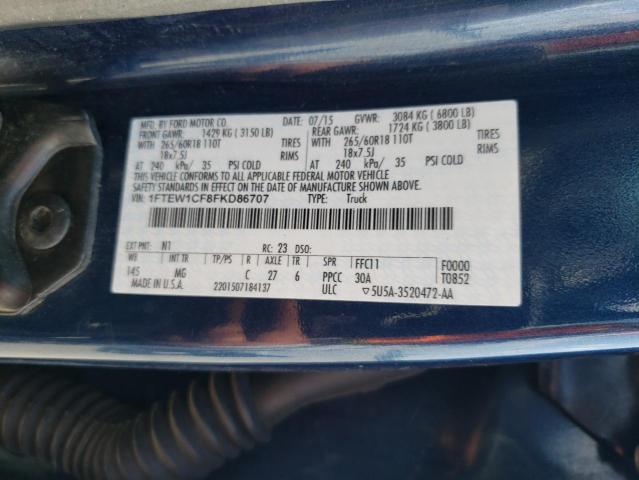 MFD. BY FORD MOTOR CO. DATE: 07/15 GVWR: 3084 KG ( 6800 LB)
FRONT GAWR: 1429 KG ( 3150 LB) REAR GAWR: 1724 KG ( 3800 LB)
WITH 265/60R18 110T TIRES WITH 265/60R18 110T TIRES
18x7.5J RIMS 18x7.5J RIMS
AT 240 kPa/ 35 PSI COLD AT 240 kPa/ 35 PSI COLD
THIS VEHICLE CONFORMS TO ALL APPLICABLE FEDERAL MOTOR VEHICLE
SAFETY STANDARDS IN EFFECT ON THE DATE OF MANUFACTURE SHOWN ABOVE.
VIN: 1FTEW1CF8FKD86707 TYPE: Truck
EXT PNT: N1 RC: 23 DSO:
WB TP/PS R AXLE TR SPR FFC11 F0000
145 MG C 27 6 PPCC 30A T0852
MADE IN U.S.A. 2201507184137 ULC ▽5U5A-3520472-AA